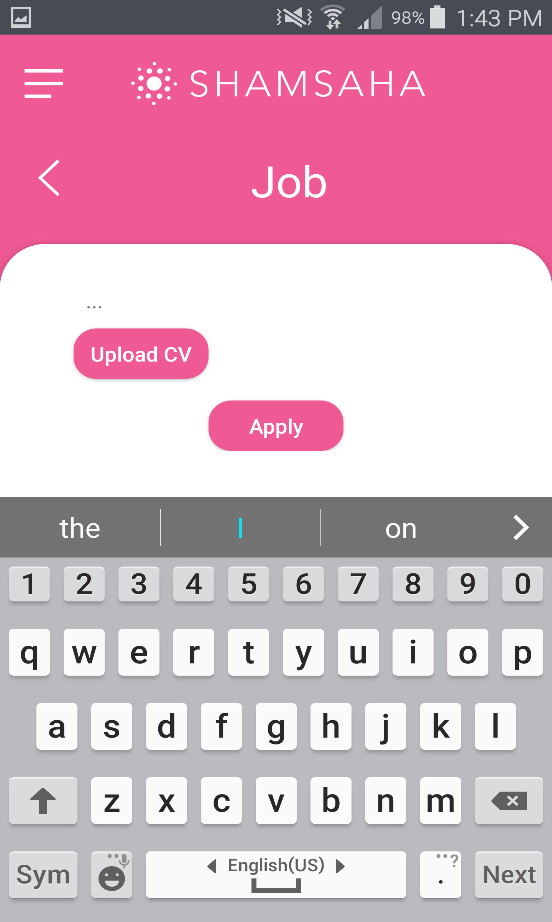 98% 1:43 PM
SHAMSAHA
Job
...
Upload CV
Apply
the I on
1 2 3 4 5 6 7 8 9 0
q w e r t y u i o p
a s d f g h j k l
z x c v b n m
Sym English(US) . ? Next